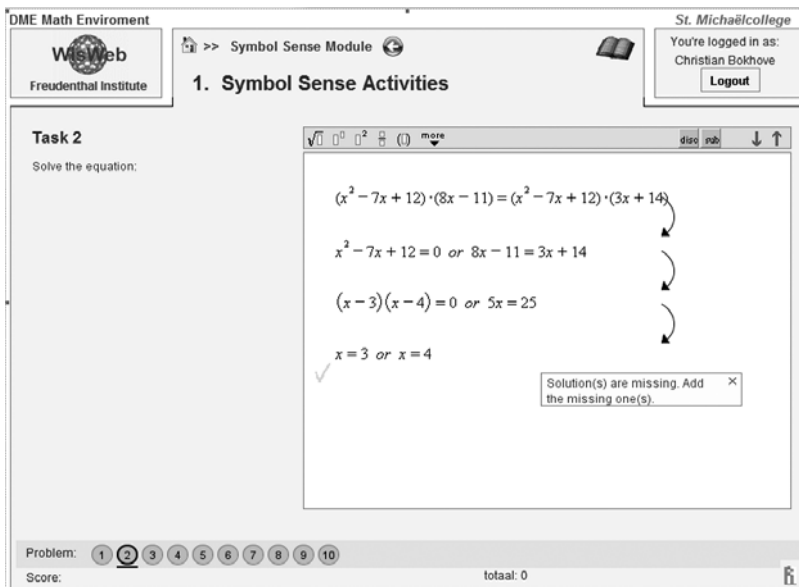 DME Math Enviroment
St. Michaëlcollege
WisWeb
Freudenthal Institute
>> Symbol Sense Module
1. Symbol Sense Activities
You're logged in as:
Christian Bokhove
Logout
Task 2
Solve the equation:
more
disc sub
(x² − 7x + 12)·(8x − 11) = (x² − 7x + 12)·(3x + 14)
x² − 7x + 12 = 0 or 8x − 11 = 3x + 14
(x − 3)(x − 4) = 0 or 5x = 25
x = 3 or x = 4
Solution(s) are missing. Add
the missing one(s).
Problem: 1 2 3 4 5 6 7 8 9 10
Score: totaal: 0
fi